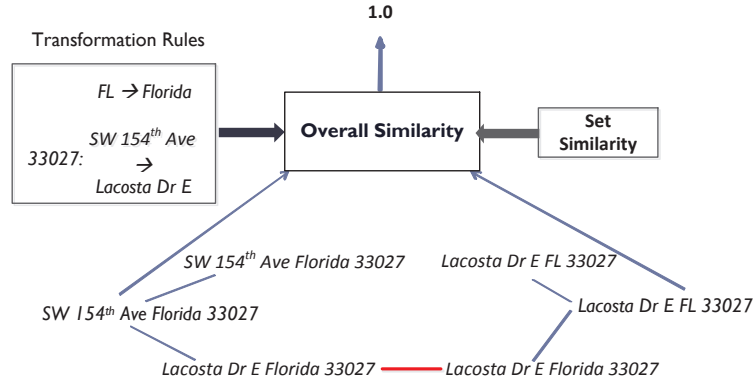 1.0
Transformation Rules
FL → Florida
SW 154th Ave
33027:
→
Lacosta Dr E
Overall Similarity
Set
Similarity
SW 154th Ave Florida 33027
Lacosta Dr E FL 33027
SW 154th Ave Florida 33027
Lacosta Dr E FL 33027
Lacosta Dr E Florida 33027
Lacosta Dr E Florida 33027